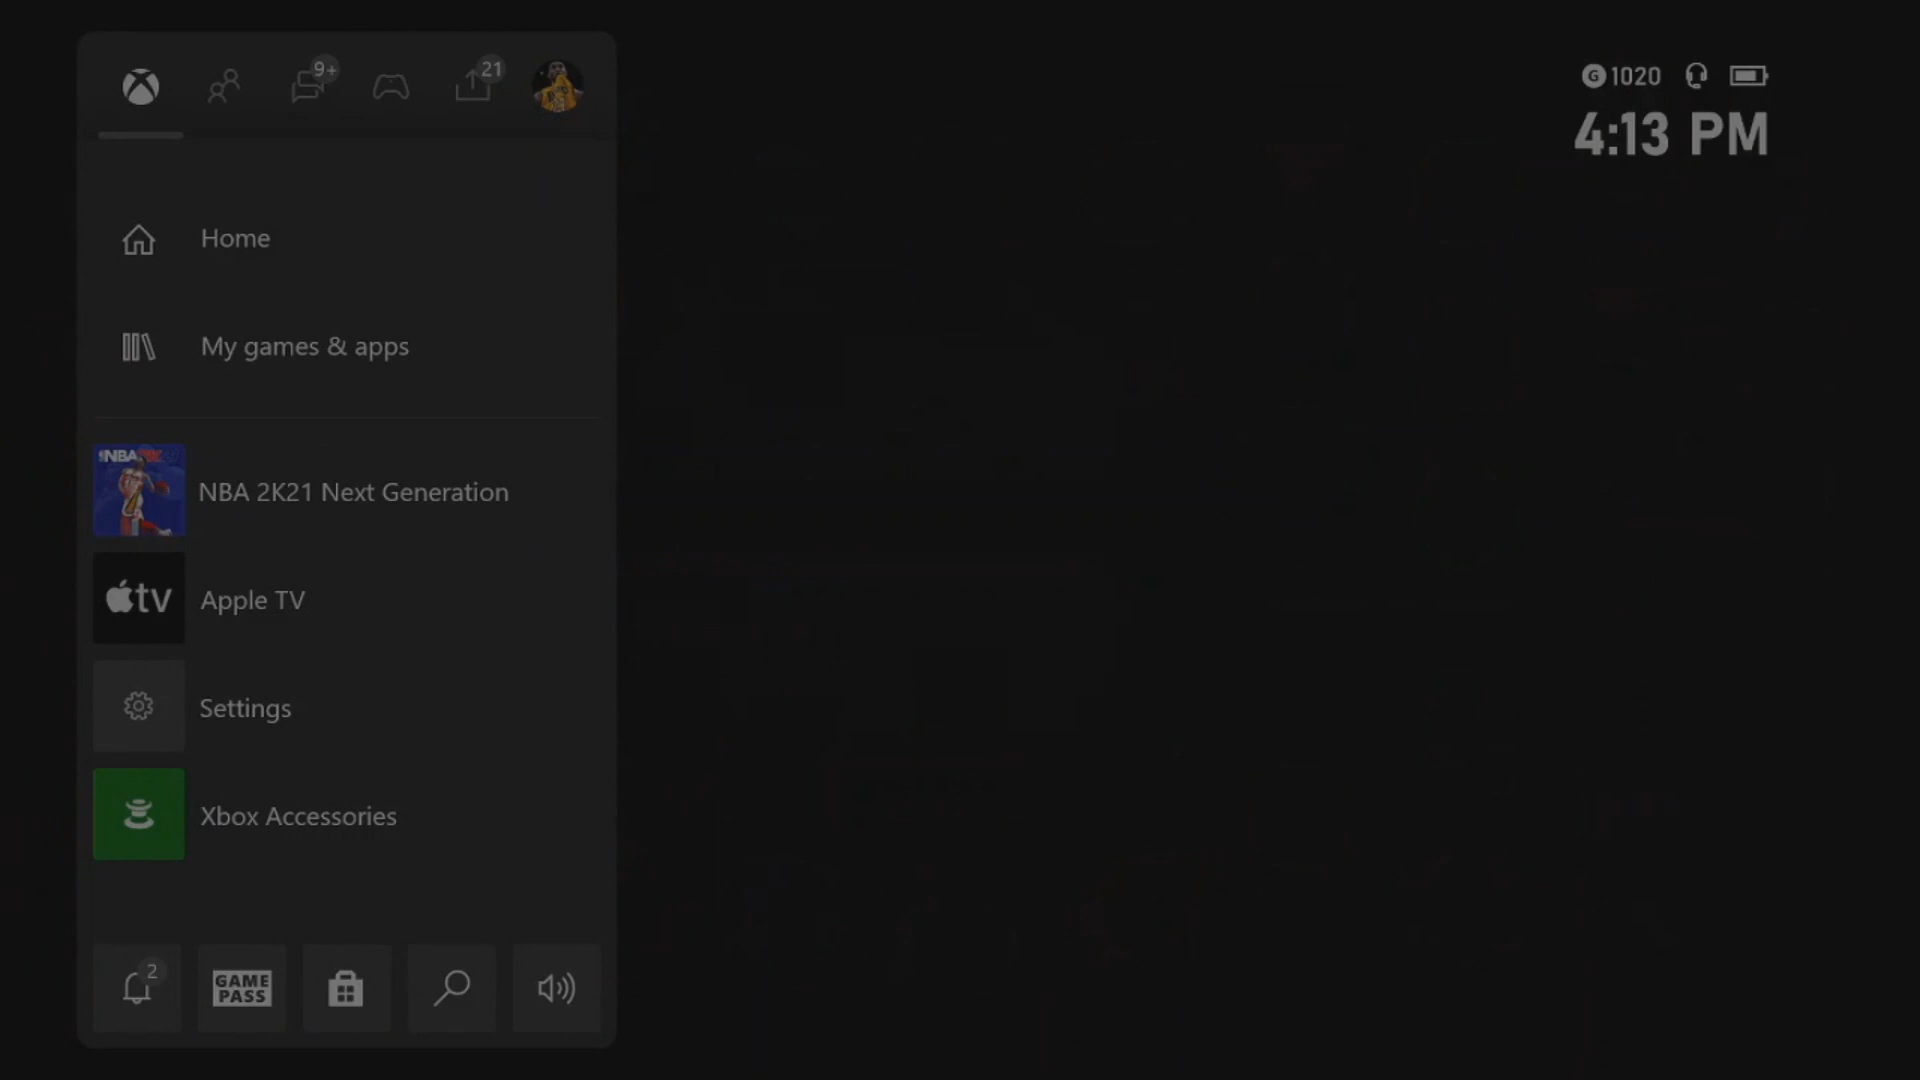 9+
21
1020
4:13 PM
Home
My games & apps
NBA
NBA 2K21 Next Generation
tv
Apple TV
Settings
Xbox Accessories
2
GAME
PASS